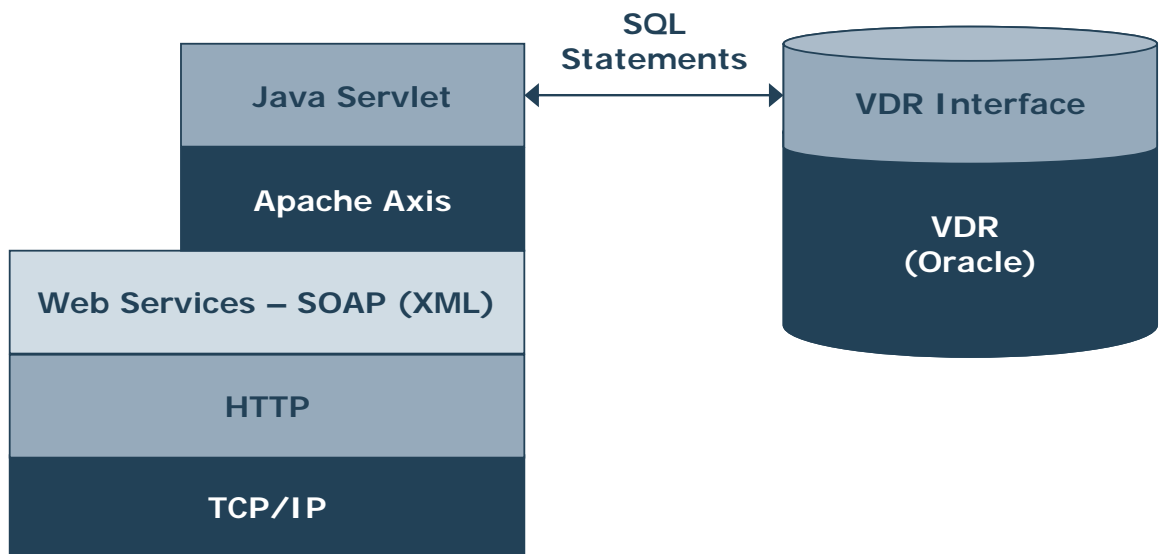 SQL
Statements
Java Servlet
VDR Interface
Apache Axis
VDR
(Oracle)
Web Services – SOAP (XML)
HTTP
TCP/IP